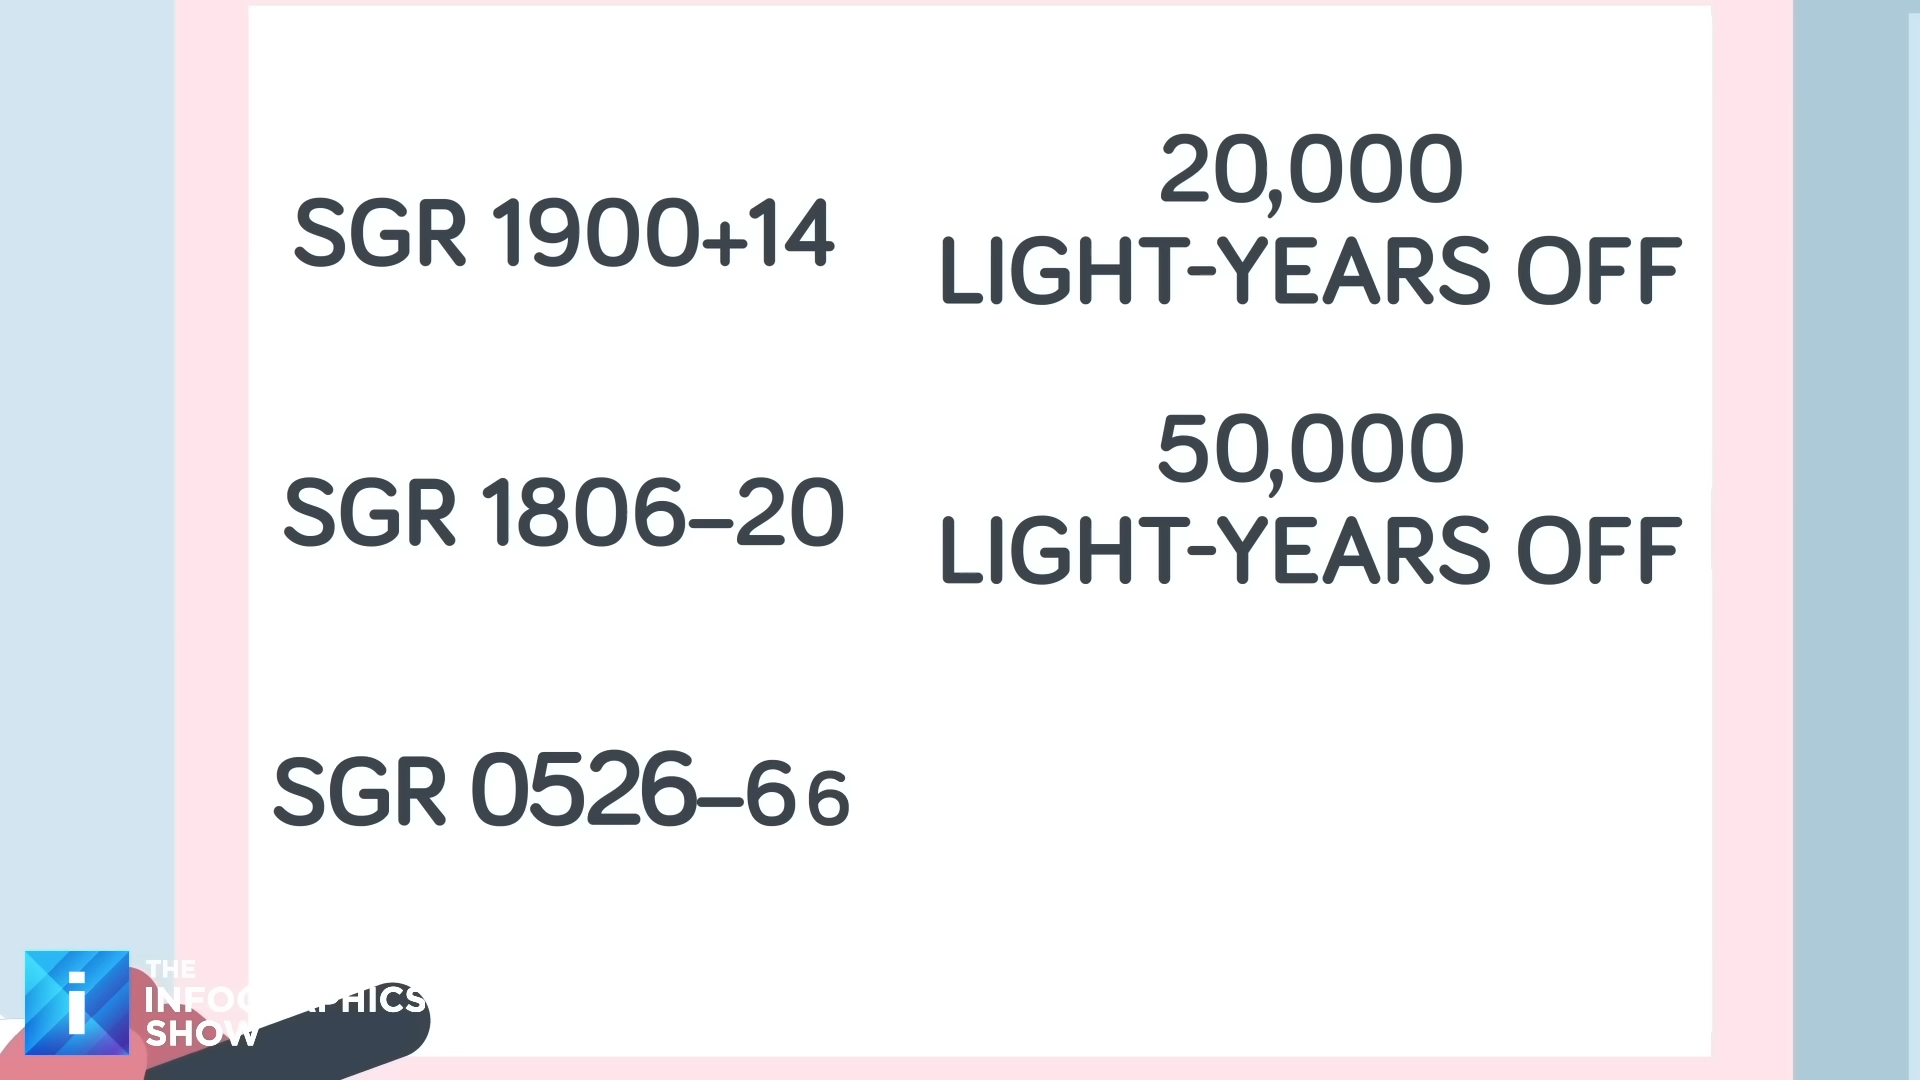 SGR 1900+14
20,000
LIGHT-YEARS OFF
SGR 1806–20
50,000
LIGHT-YEARS OFF
SGR 0526–66
THE
INFOGRAPHICS
SHOW